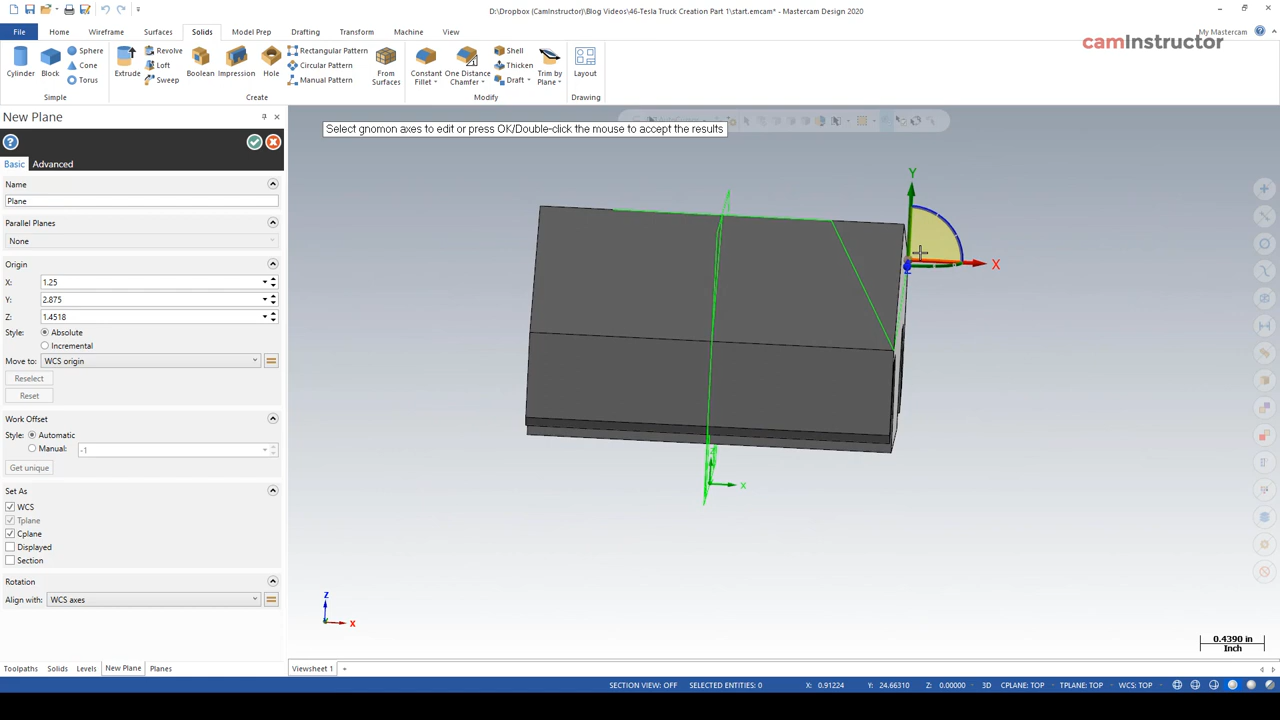 D:\Dropbox (CamInstructor)\Blog Videos\46-Tesla Truck Creation Part 1\start.emcam* - Mastercam Design 2020
File Home Wireframe Surfaces Solids Model Prep Drafting Transform Machine View My Mastercam
camInstructor
Cylinder Block Sphere Cone Torus
Simple
Extrude Revolve Loft Sweep Boolean Impression Hole Rectangular Pattern Circular Pattern Manual Pattern From Surfaces
Create
Constant Fillet One Distance Chamfer Shell Thicken Draft Trim by Plane
Modify
Layout
Drawing
New Plane
Select gnomon axes to edit or press OK/Double-click the mouse to accept the results
Basic Advanced
Name
Plane
Parallel Planes
None
Origin
X: 1.25
Y: 2.875
Z: 1.4518
Style: Absolute
Incremental
Move to: WCS origin
Reselect
Reset
Work Offset
Style: Automatic
Manual: -1
Get unique
Set As
WCS
Tplane
Cplane
Displayed
Section
Rotation
Align with: WCS axes
Y
X
Z
X
Z
X
0.4390 in
Inch
Toolpaths Solids Levels New Plane Planes
Viewsheet 1 +
SECTION VIEW: OFF SELECTED ENTITIES: 0 X: 0.91224 Y: 24.66310 Z: 0.00000 3D CPLANE: TOP TPLANE: TOP WCS: TOP